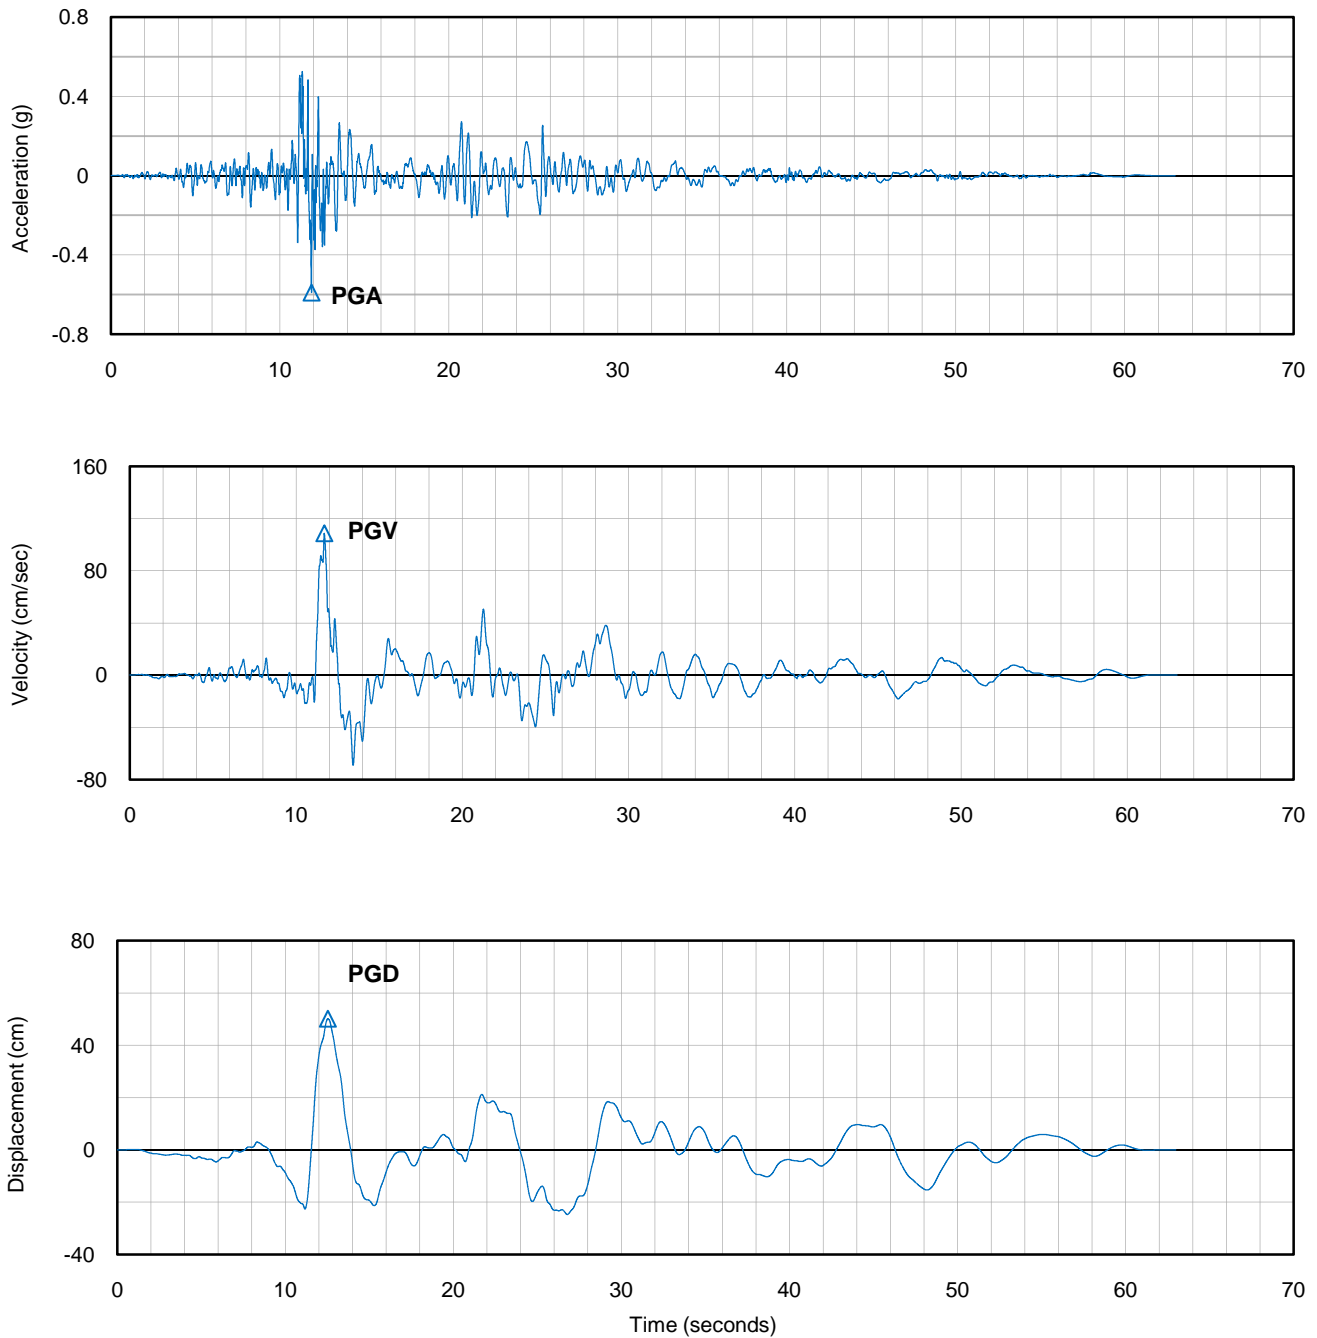 0.8
0.4
0
-0.4
-0.8
Acceleration (g)
PGA
0 10 20 30 40 50 60 70
160
80
0
-80
Velocity (cm/sec)
PGV
0 10 20 30 40 50 60 70
80
40
0
-40
Displacement (cm)
PGD
0 10 20 30 40 50 60 70
Time (seconds)